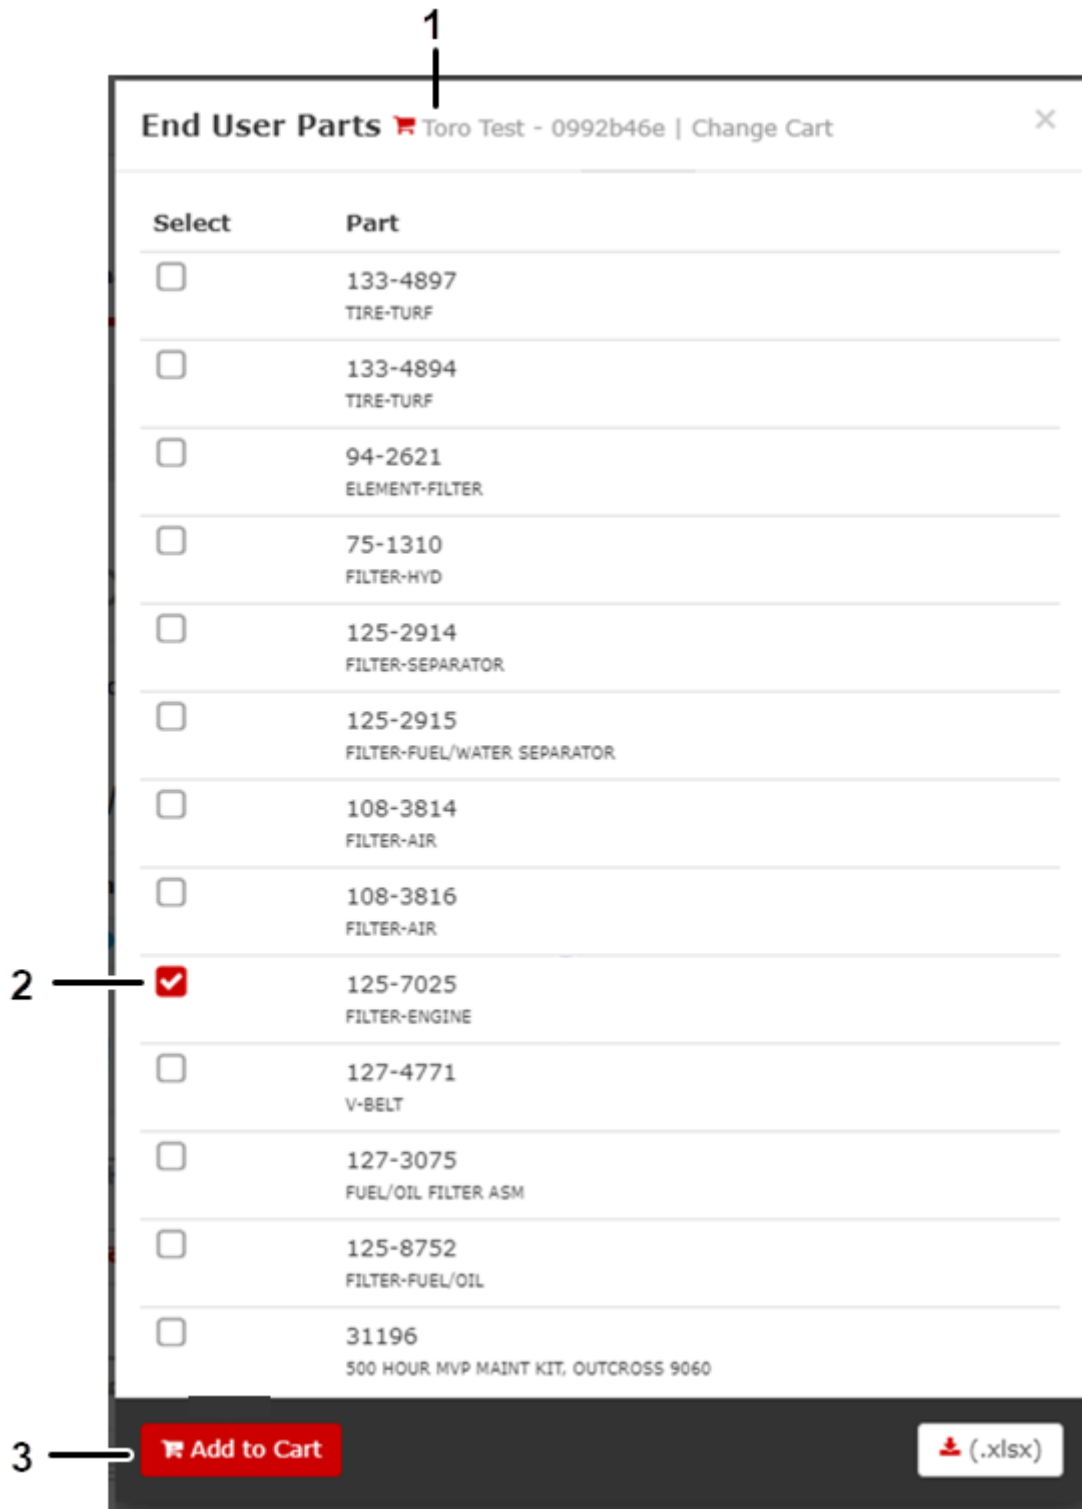 1
End User Parts Toro Test - 0992b46e | Change Cart ×
Select Part
133-4897
TIRE-TURF
133-4894
TIRE-TURF
94-2621
ELEMENT-FILTER
75-1310
FILTER-HYD
125-2914
FILTER-SEPARATOR
125-2915
FILTER-FUEL/WATER SEPARATOR
108-3814
FILTER-AIR
108-3816
FILTER-AIR
2
125-7025
FILTER-ENGINE
127-4771
V-BELT
127-3075
FUEL/OIL FILTER ASM
125-8752
FILTER-FUEL/OIL
31196
500 HOUR MVP MAINT KIT, OUTCROSS 9060
3 Add to Cart (.xlsx)